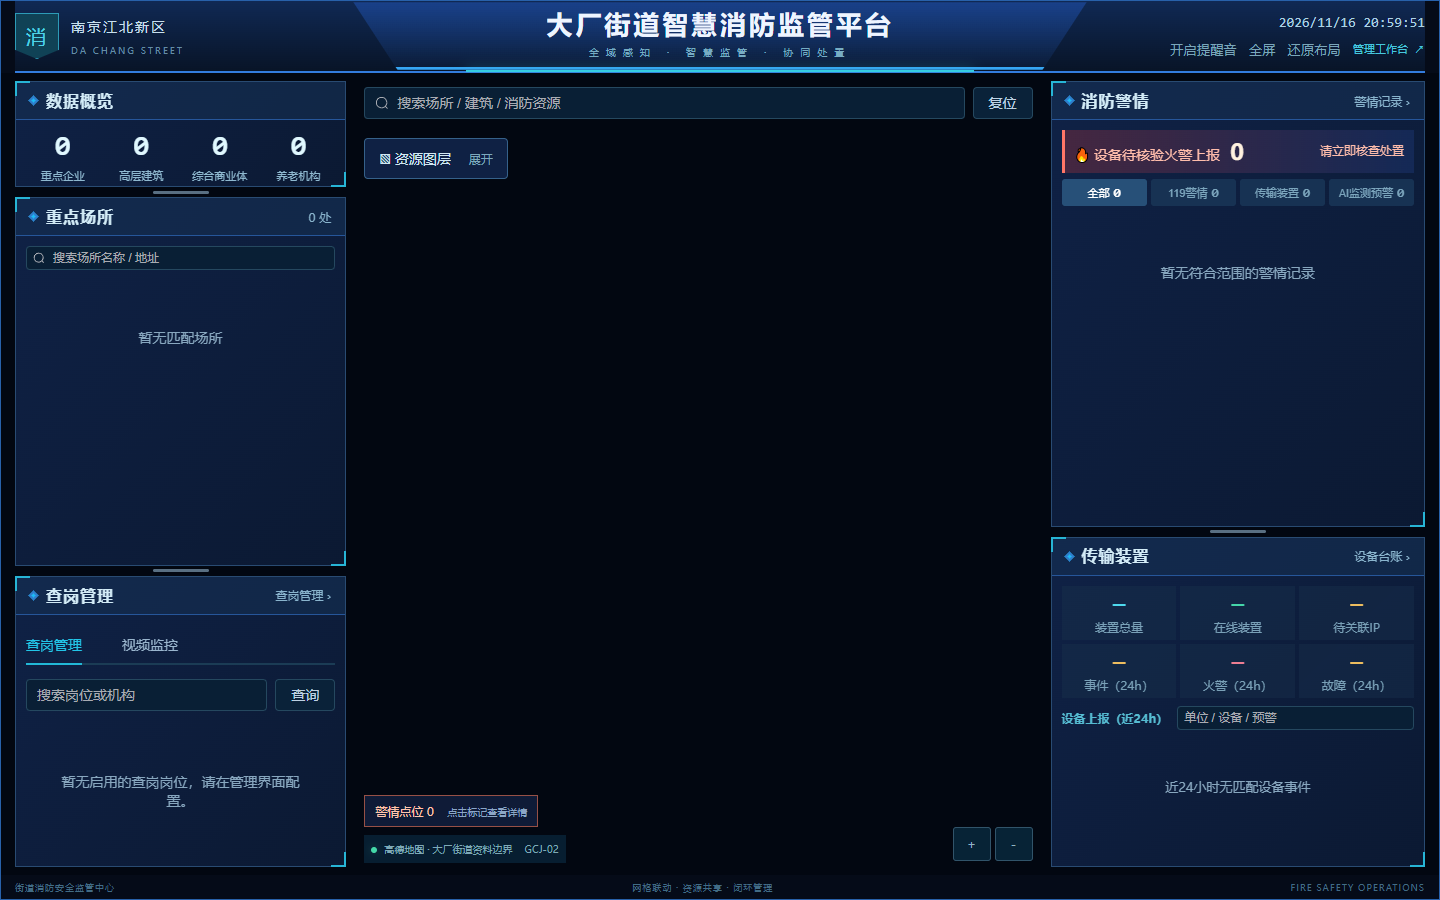 消
南京江北新区
DA CHANG STREET
大厂街道智慧消防监管平台
全域感知 · 智慧监管 · 协同处置
2026/11/16 20:59:51
开启提醒音 全屏 还原布局 管理工作台 ↗
数据概览
0 0 0 0
重点企业 高层建筑 综合商业体 养老机构
重点场所 0 处
搜索场所名称 / 地址
暂无匹配场所
查岗管理 查岗管理 ›
查岗管理 视频监控
搜索岗位或机构 查询
暂无启用的查岗岗位，请在管理界面配
置。
搜索场所 / 建筑 / 消防资源 复位
资源图层 展开
警情点位 0 点击标记查看详情
高德地图 · 大厂街道资料边界 GCJ-02
+ -
消防警情 警情记录 ›
设备待核验火警上报 0 请立即核查处置
全部 0 119警情 0 传输装置 0 AI监测预警 0
暂无符合范围的警情记录
传输装置 设备台账 ›
— — —
装置总量 在线装置 待关联IP
— — —
事件（24h） 火警（24h） 故障（24h）
设备上报（近24h） 单位 / 设备 / 预警
近24小时无匹配设备事件
街道消防安全监管中心 网格联动 · 资源共享 · 闭环管理 FIRE SAFETY OPERATIONS